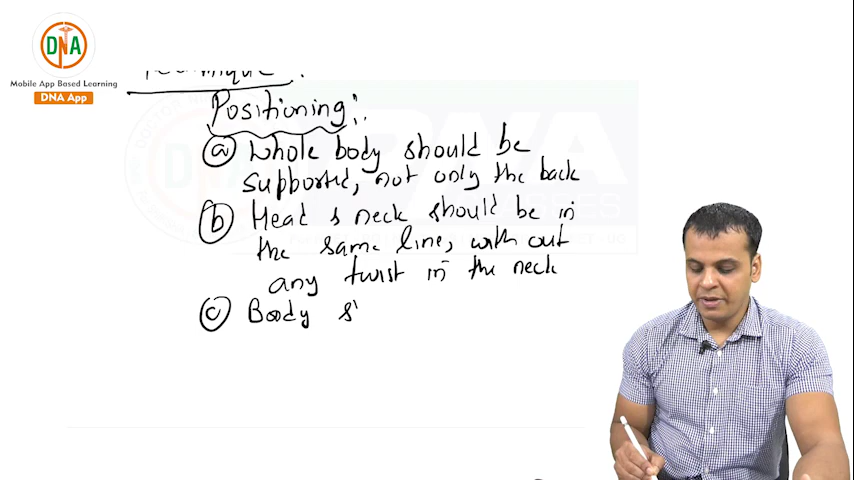 DNA
Mobile App Based Learning
DNA App
Technique :
Positioning :
a Whole body should be
supported, not only the back
b Head & neck should be in
the same line, with out
any twist in the neck
c Body s